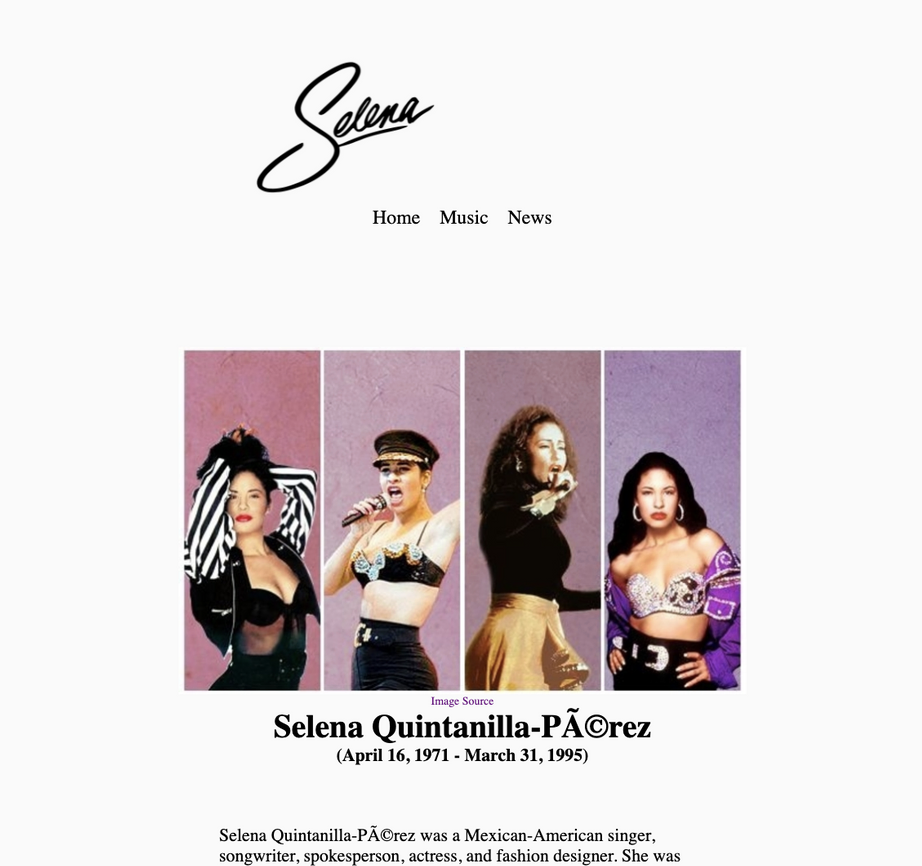 Selena
Home Music News
Image Source
Selena Quintanilla-PÃ©rez
(April 16, 1971 - March 31, 1995)
Selena Quintanilla-PÃ©rez was a Mexican-American singer,
songwriter, spokesperson, actress, and fashion designer. She was